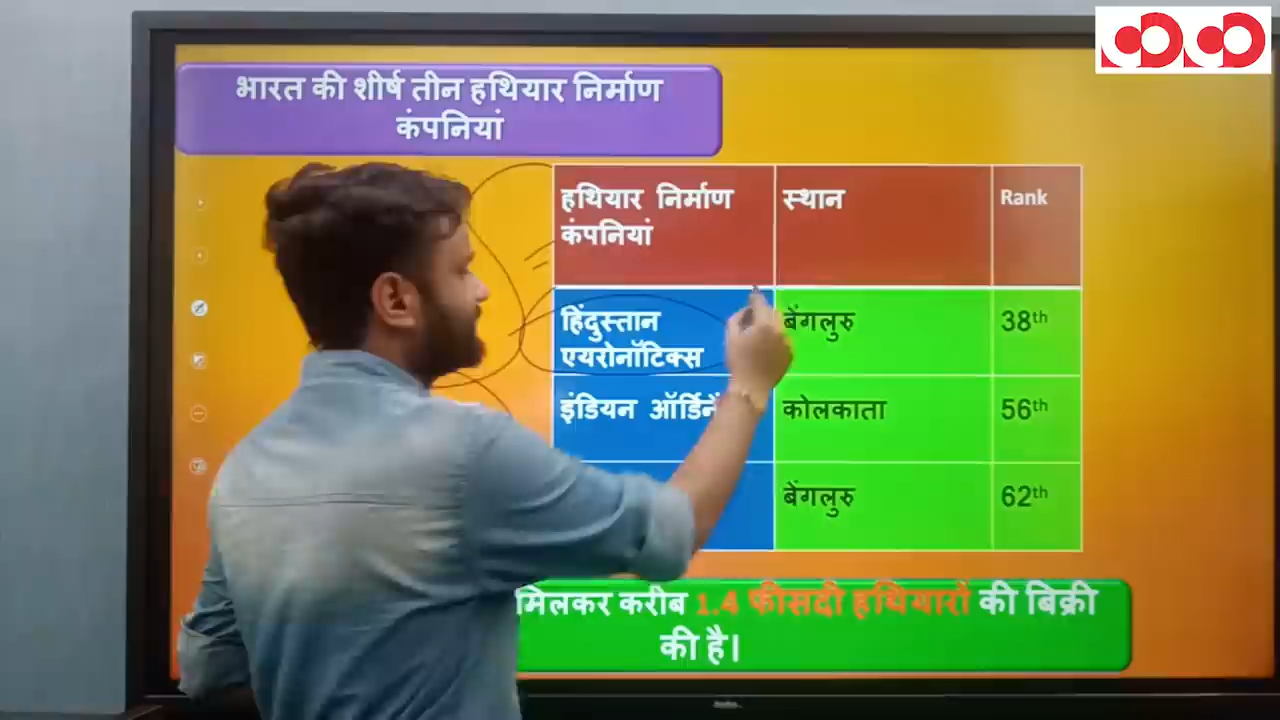 भारत की शीर्ष तीन हथियार निर्माण
कंपनियां
हथियार निर्माण
कंपनियां
स्थान
Rank
हिंदुस्तान
एयरोनॉटिक्स
बेंगलुरु
38th
इंडियन
कोलकाता
56th
बेंगलुरु
62th
मिलकर करीब 1.4 फीसदी हथियारों की बिक्री
की है।